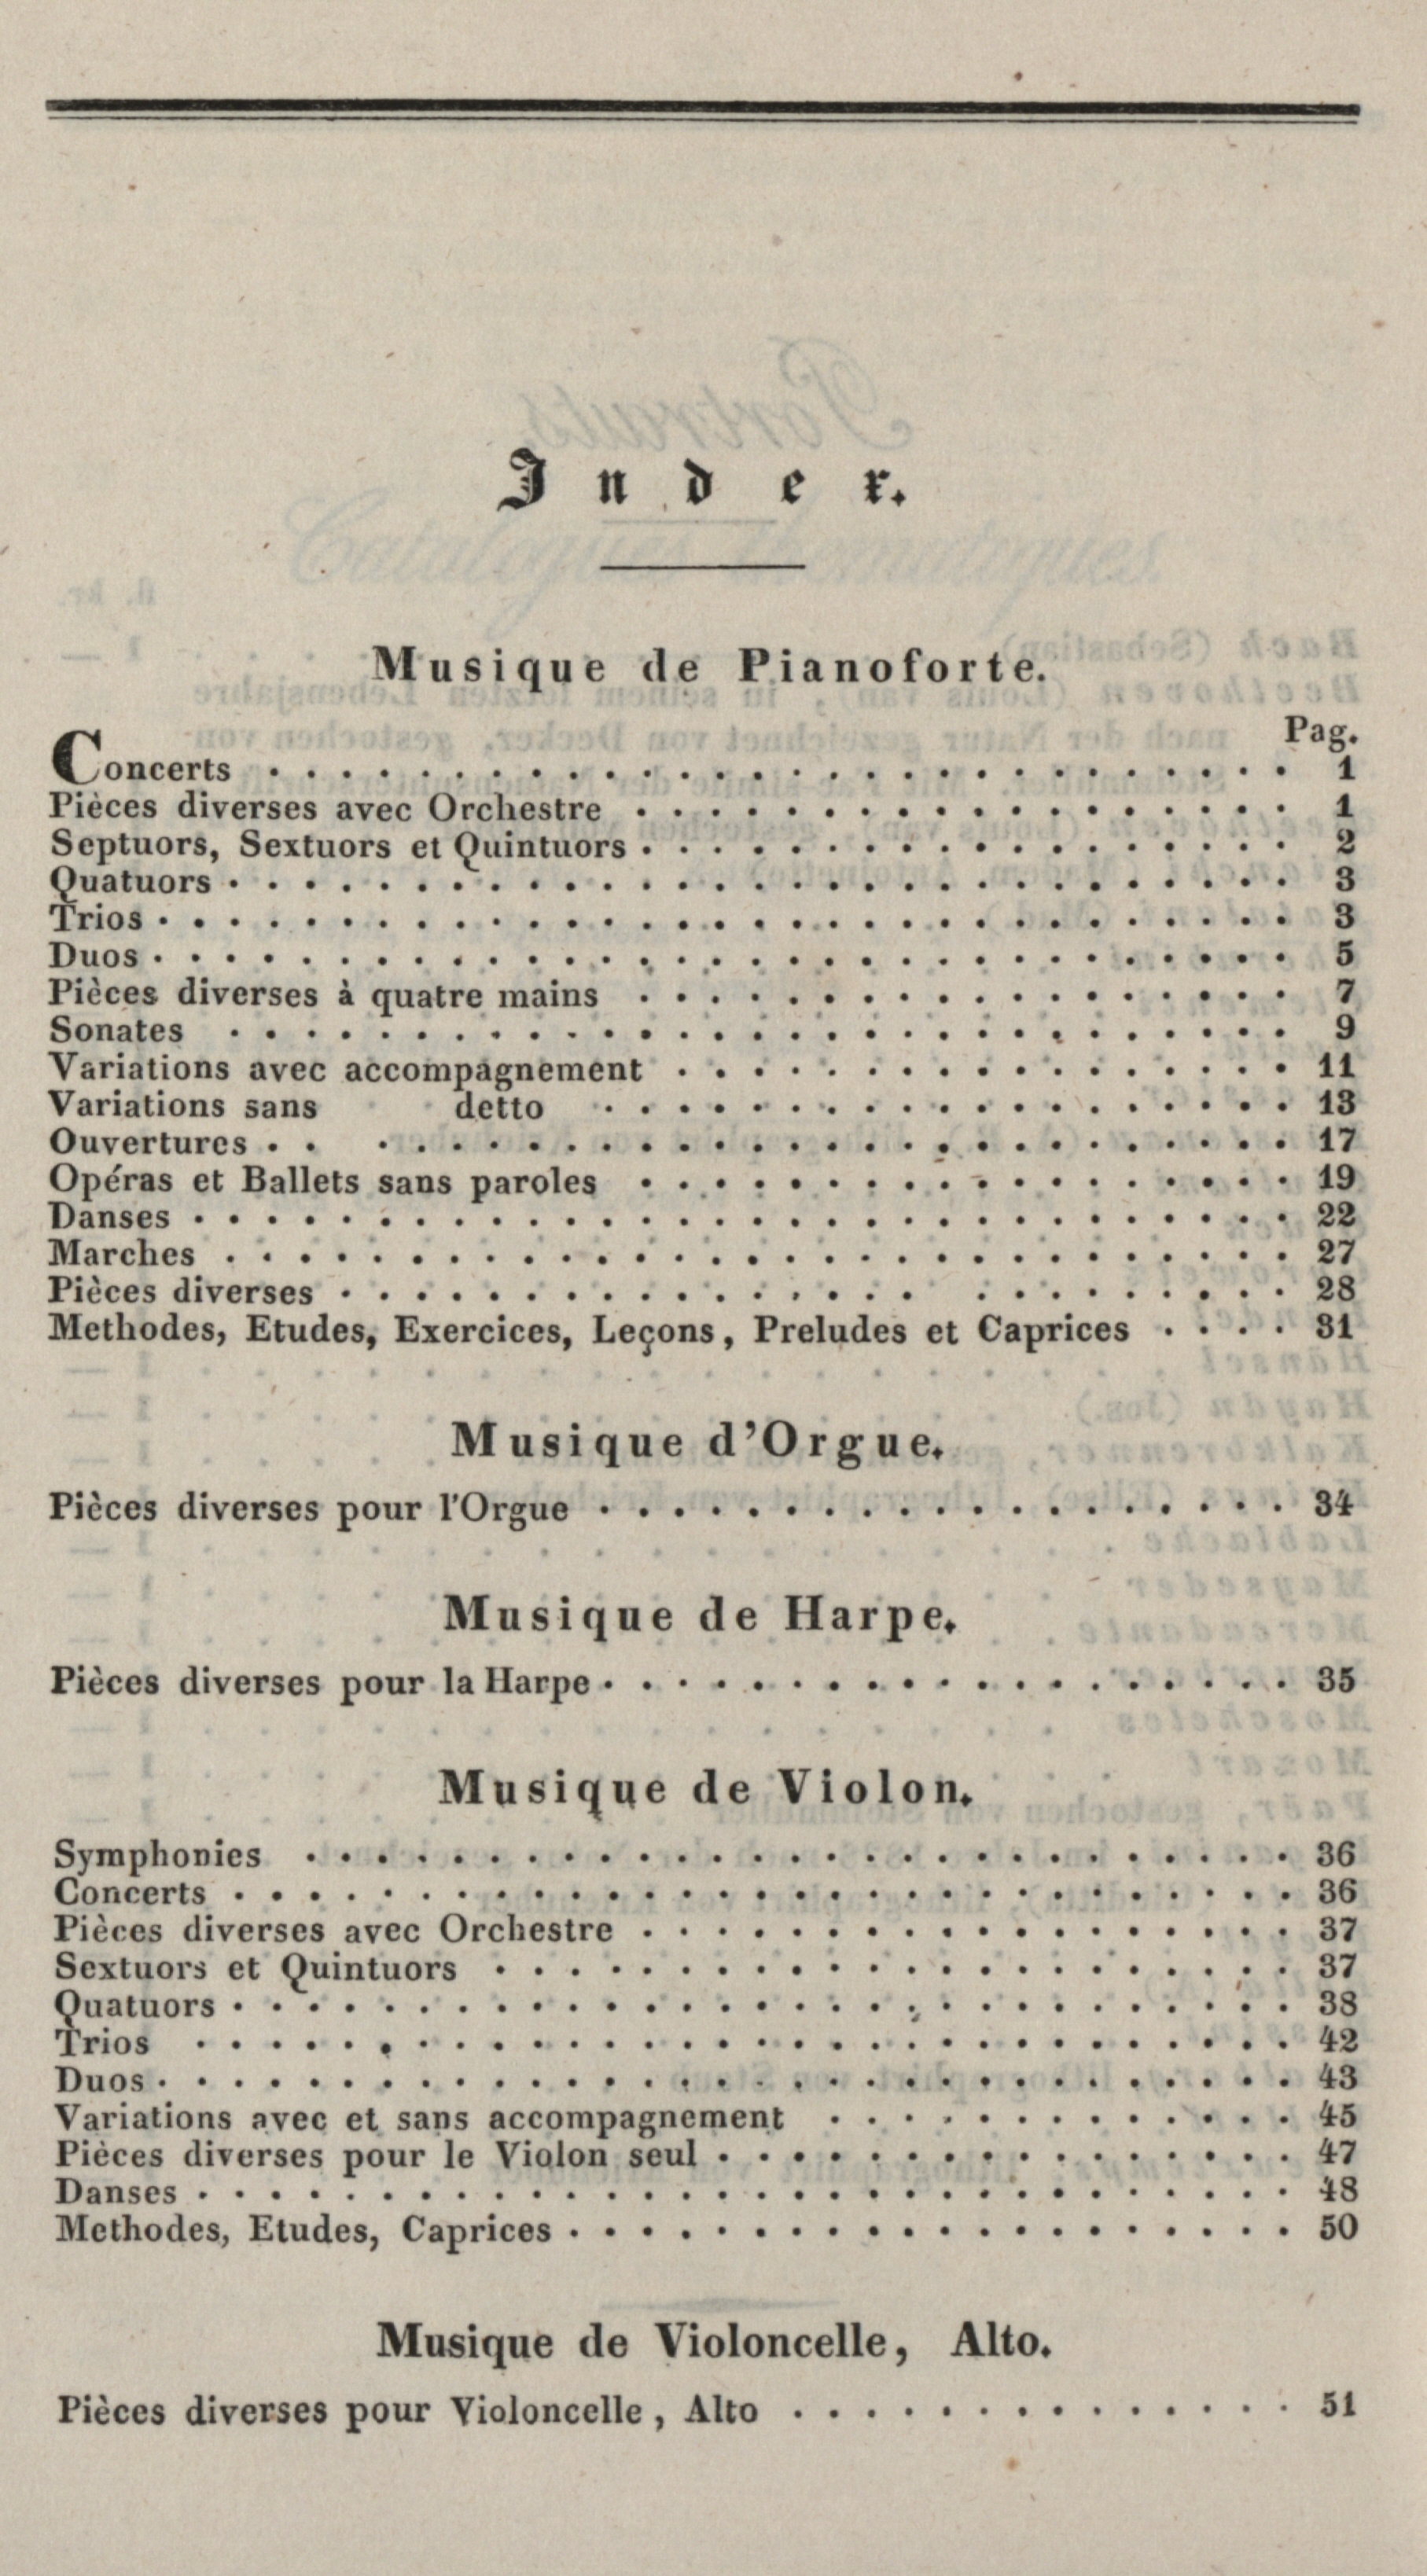 Index.
Musique de Pianoforte.
Pag.
Concerts . . . . . . . . . . . . . . . . . . . . . . . . . . . . 1
Pièces diverses avec Orchestre . . . . . . . . . . . . . . . . . . 1
Septuors, Sextuors et Quintuors . . . . . . . . . . . . . . . . . . 2
Quatuors . . . . . . . . . . . . . . . . . . . . . . . . . . . . . 3
Trios . . . . . . . . . . . . . . . . . . . . . . . . . . . . . . . 3
Duos . . . . . . . . . . . . . . . . . . . . . . . . . . . . . . . 5
Pièces diverses à quatre mains . . . . . . . . . . . . . . . . . . 7
Sonates . . . . . . . . . . . . . . . . . . . . . . . . . . . . . 9
Variations avec accompagnement . . . . . . . . . . . . . . . . . 11
Variations sans detto . . . . . . . . . . . . . . . . . . . 13
Ouvertures . . . . . . . . . . . . . . . . . . . . . . . . . . . 17
Opéras et Ballets sans paroles . . . . . . . . . . . . . . . . . . 19
Danses . . . . . . . . . . . . . . . . . . . . . . . . . . . . . . 22
Marches . . . . . . . . . . . . . . . . . . . . . . . . . . . . . 27
Pièces diverses . . . . . . . . . . . . . . . . . . . . . . . . . 28
Methodes, Etudes, Exercices, Leçons, Preludes et Caprices . . . . 31
Musique d'Orgue.
Pièces diverses pour l'Orgue . . . . . . . . . . . . . . . . . . . 34
Musique de Harpe.
Pièces diverses pour la Harpe . . . . . . . . . . . . . . . . . . . 35
Musique de Violon.
Symphonies . . . . . . . . . . . . . . . . . . . . . . . . . . . 36
Concerts . . . . . . . . . . . . . . . . . . . . . . . . . . . . . 36
Pièces diverses avec Orchestre . . . . . . . . . . . . . . . . . . 37
Sextuors et Quintuors . . . . . . . . . . . . . . . . . . . . . . 37
Quatuors . . . . . . . . . . . . . . . . . . . . . . . . . . . . . 38
Trios . . . . . . . . . . . . . . . . . . . . . . . . . . . . . . 42
Duos . . . . . . . . . . . . . . . . . . . . . . . . . . . . . . . 43
Variations avec et sans accompagnement . . . . . . . . . . . . . 45
Pièces diverses pour le Violon seul . . . . . . . . . . . . . . . . 47
Danses . . . . . . . . . . . . . . . . . . . . . . . . . . . . . . 48
Methodes, Etudes, Caprices . . . . . . . . . . . . . . . . . . . . 50
Musique de Violoncelle, Alto.
Pièces diverses pour Violoncelle, Alto . . . . . . . . . . . . . . 51